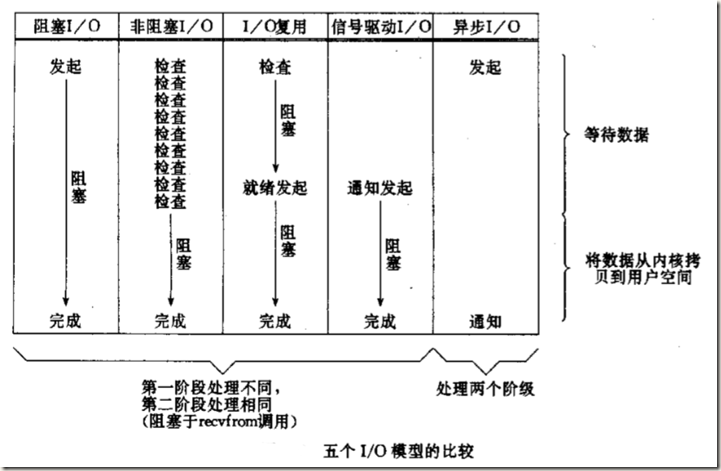 阻塞I/O 非阻塞I/O I/O复用 信号驱动I/O 异步I/O
发起 检查 检查 发起
检查
检查
检查
检查
检查
检查
检查
检查
阻塞
阻塞
就绪发起 通知发起
阻塞
阻塞
阻塞
完成 完成 完成 完成 通知
等待数据
将数据从内核拷
贝到用户空间
第一阶段处理不同，
第二阶段处理相同
（阻塞于recvfrom调用）
处理两个阶级
五个 I/O 模型的比较